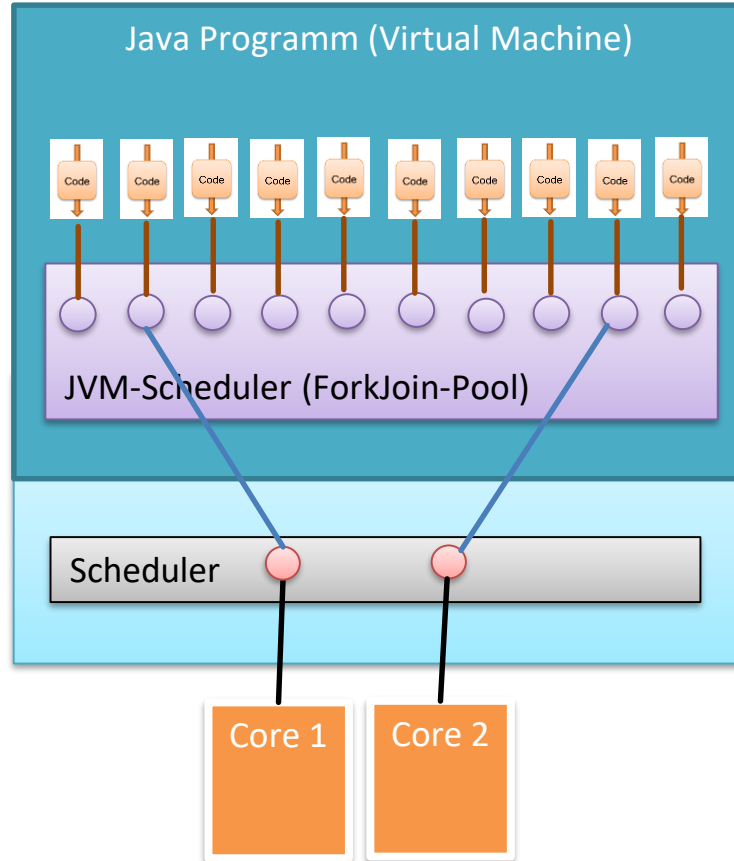 Java Programm (Virtual Machine)
Code Code Code Code Code Code Code Code Code Code
JVM-Scheduler (ForkJoin-Pool)
Scheduler
Core 1 Core 2